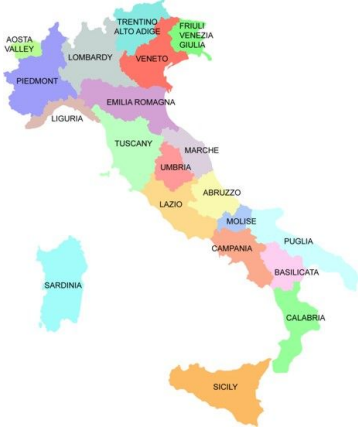 TRENTINO
ALTO ADIGE
FRIULI
VENEZIA
GIULIA
AOSTA
VALLEY
LOMBARDY
VENETO
PIEDMONT
EMILIA ROMAGNA
LIGURIA
TUSCANY
MARCHE
UMBRIA
ABRUZZO
LAZIO
MOLISE
PUGLIA
CAMPANIA
BASILICATA
SARDINIA
CALABRIA
SICILY